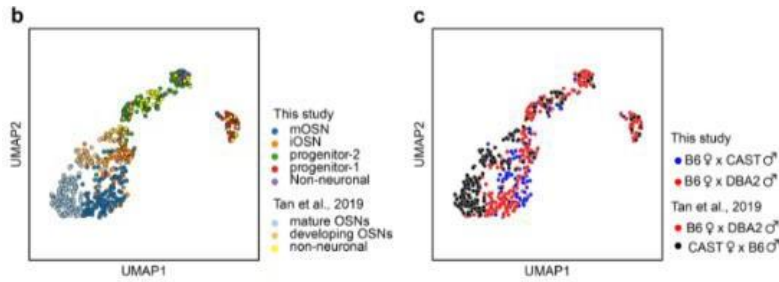 b
UMAP2
UMAP1
This study
mOSN
iOSN
progenitor-2
progenitor-1
Non-neuronal
Tan et al., 2019
mature OSNs
developing OSNs
non-neuronal
c
UMAP2
UMAP1
This study
B6♀ x CAST♂
B6♀ x DBA2♂
Tan et al., 2019
B6♀ x DBA2♂
CAST♀ x B6♂